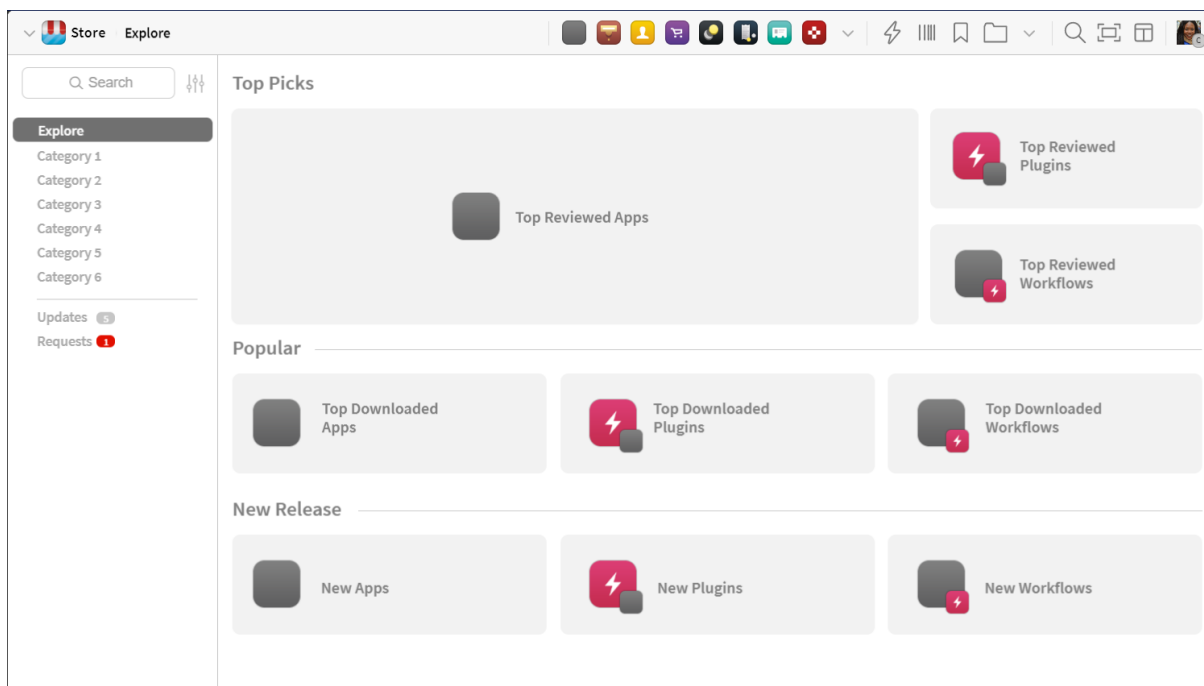 Store Explore
C
Search
Explore
Category 1
Category 2
Category 3
Category 4
Category 5
Category 6
Updates 5
Requests 1
Top Picks
Top Reviewed Apps
Top Reviewed
Plugins
Top Reviewed
Workflows
Popular
Top Downloaded
Apps
Top Downloaded
Plugins
Top Downloaded
Workflows
New Release
New Apps
New Plugins
New Workflows